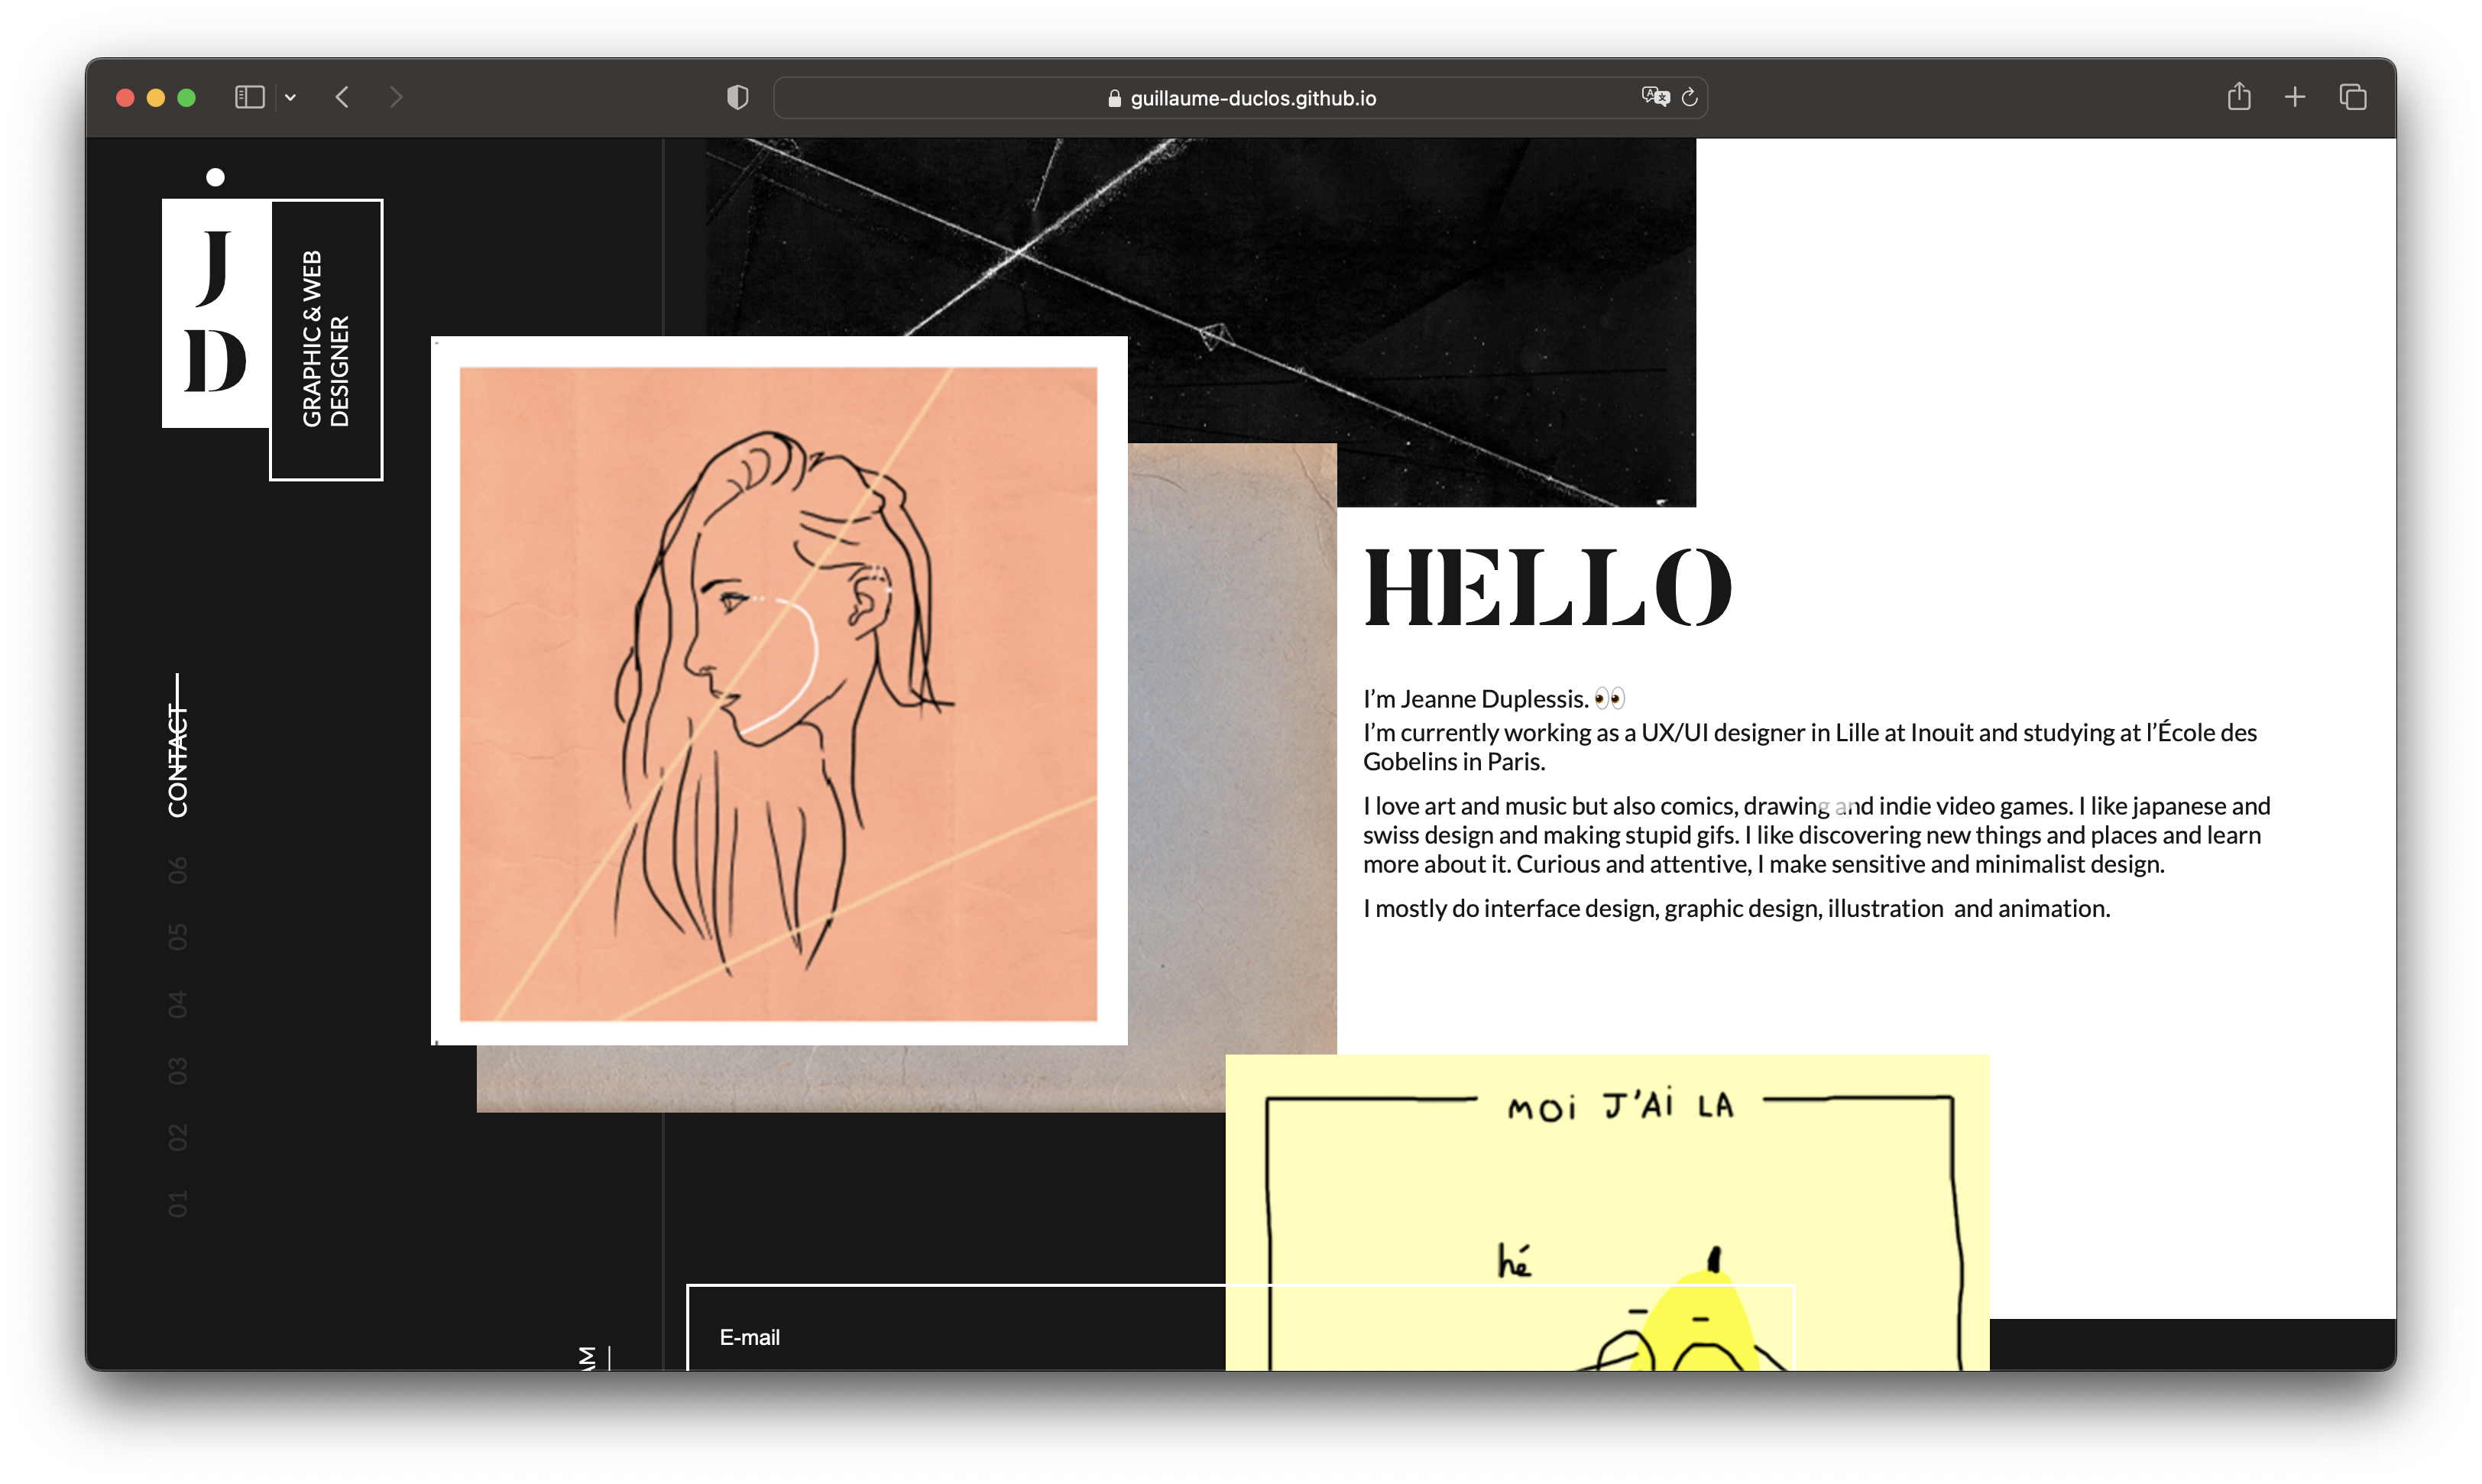 guillaume-duclos.github.io
J
D
GRAPHIC & WEB
DESIGNER
HELLO
I'm Jeanne Duplessis. 👀
I'm currently working as a UX/UI designer in Lille at Inouit and studying at l'École des
Gobelins in Paris.
I love art and music but also comics, drawing and indie video games. I like japanese and
swiss design and making stupid gifs. I like discovering new things and places and learn
more about it. Curious and attentive, I make sensitive and minimalist design.
I mostly do interface design, graphic design, illustration  and animation.
CONTACT
06
05
04
03
02
01
MOI J'AI LA
hé
E-mail
AM